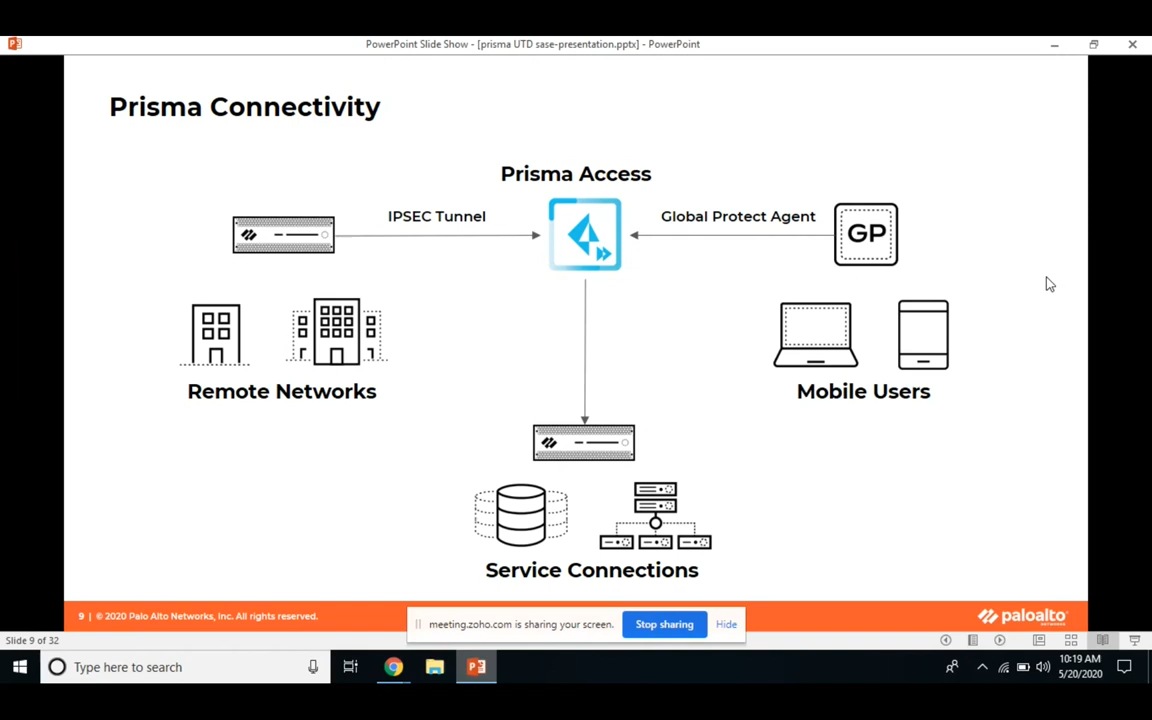 PowerPoint Slide Show - [prisma UTD sase-presentation.pptx] - PowerPoint
Prisma Connectivity
Prisma Access
IPSEC Tunnel
Global Protect Agent
GP
Remote Networks
Mobile Users
Service Connections
9 | © 2020 Palo Alto Networks, Inc. All rights reserved.
paloalto
NETWORKS
meeting.zoho.com is sharing your screen.
Stop sharing
Hide
Slide 9 of 32
Type here to search
10:19 AM
5/20/2020